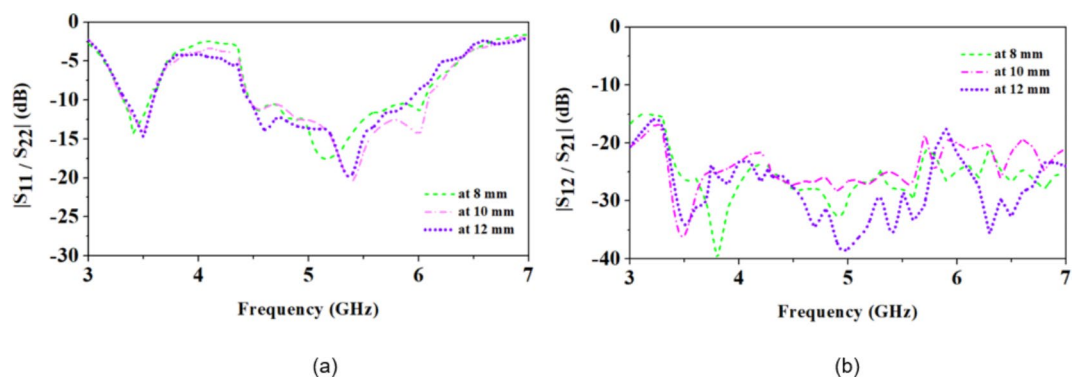 |S11 / S22| (dB)
0
-5
-10
-15
-20
-25
-30
at 8 mm
at 10 mm
at 12 mm
3 4 5 6 7
Frequency (GHz)
(a)
|S12 / S21| (dB)
0
-10
-20
-30
-40
at 8 mm
at 10 mm
at 12 mm
3 4 5 6 7
Frequency (GHz)
(b)